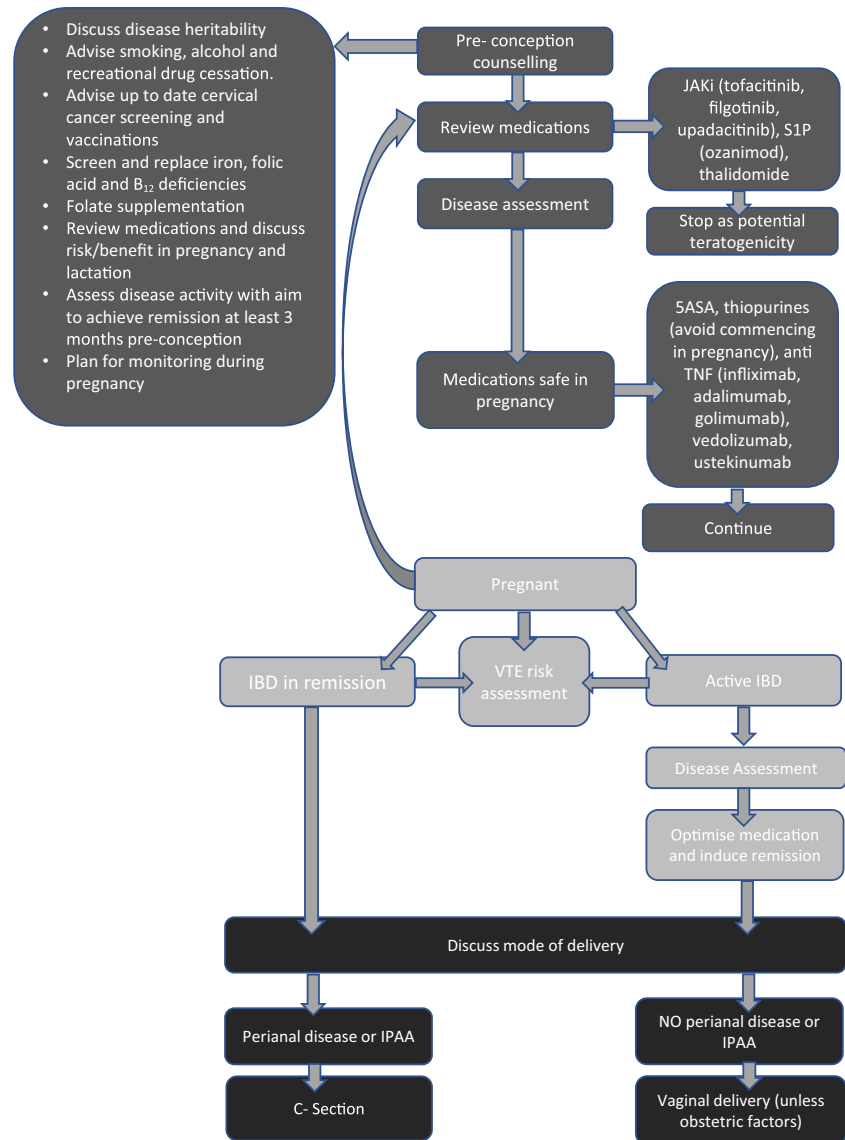 • Discuss disease heritability
• Advise smoking, alcohol and
recreational drug cessation.
• Advise up to date cervical
cancer screening and
vaccinations
• Screen and replace iron, folic
acid and B₁₂ deficiencies
• Folate supplementation
• Review medications and discuss
risk/benefit in pregnancy and
lactation
• Assess disease activity with aim
to achieve remission at least 3
months pre-conception
• Plan for monitoring during
pregnancy
Pre- conception
counselling
Review medications
JAKi (tofacitinib,
filgotinib,
upadacitinib), S1P
(ozanimod),
thalidomide
Stop as potential
teratogenicity
Disease assessment
Medications safe in
pregnancy
5ASA, thiopurines
(avoid commencing
in pregnancy), anti
TNF (infliximab,
adalimumab,
golimumab),
vedolizumab,
ustekinumab
Continue
Pregnant
IBD in remission
VTE risk
assessment
Active IBD
Disease Assessment
Optimise medication
and induce remission
Discuss mode of delivery
Perianal disease or IPAA
C- Section
NO perianal disease or
IPAA
Vaginal delivery (unless
obstetric factors)